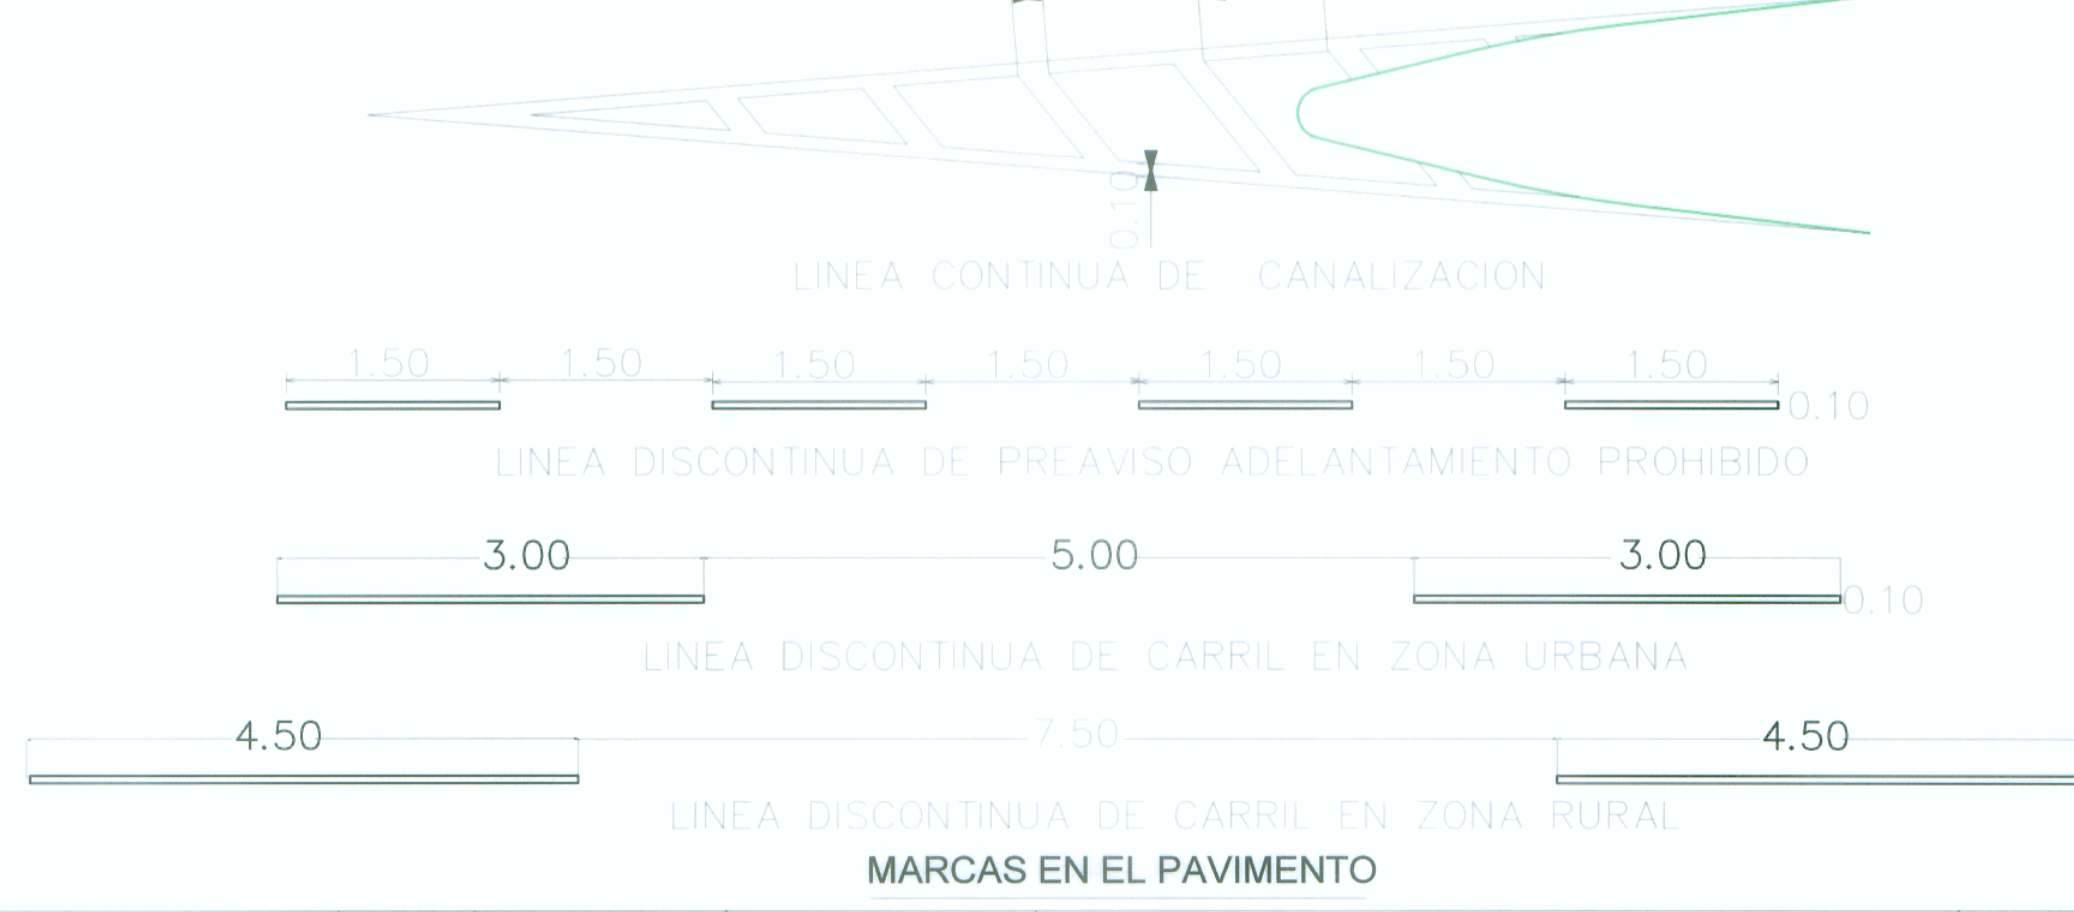 0.10
LINEA CONTINUA DE CANALIZACION
1.50 1.50 1.50 1.50 1.50 1.50 1.50
0.10
LINEA DISCONTINUA DE PREAVISO ADELANTAMIENTO PROHIBIDO
3.00 5.00 3.00
0.10
LINEA DISCONTINUA DE CARRIL EN ZONA URBANA
4.50 7.50 4.50
LINEA DISCONTINUA DE CARRIL EN ZONA RURAL
MARCAS EN EL PAVIMENTO